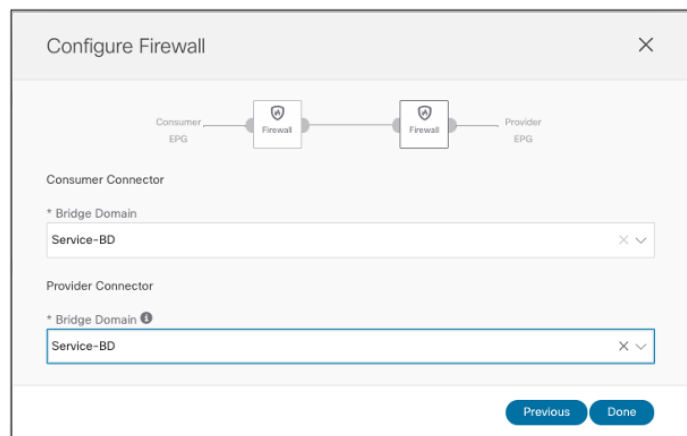 Configure Firewall
Consumer
EPG
Firewall
Firewall
Provider
EPG
Consumer Connector
* Bridge Domain
Service-BD
Provider Connector
* Bridge Domain
Service-BD
Previous
Done